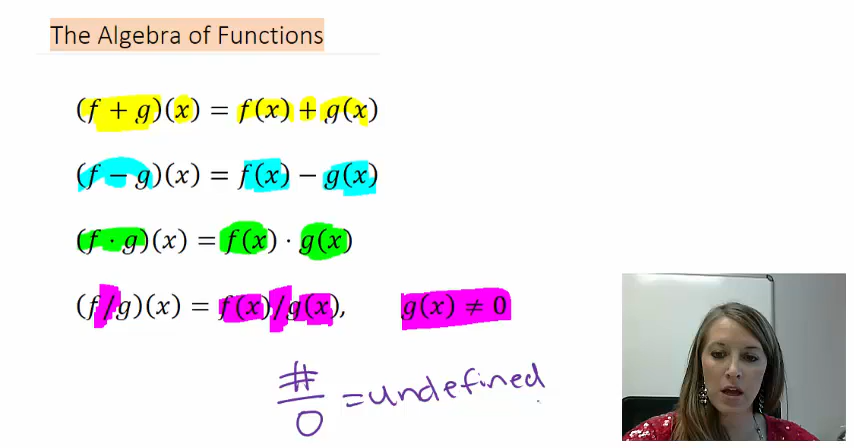 The Algebra of Functions
(f + g)(x) = f(x) + g(x)
(f − g)(x) = f(x) − g(x)
(f · g)(x) = f(x) · g(x)
(f/g)(x) = f(x)/g(x), g(x) ≠ 0
#/0 = undefined